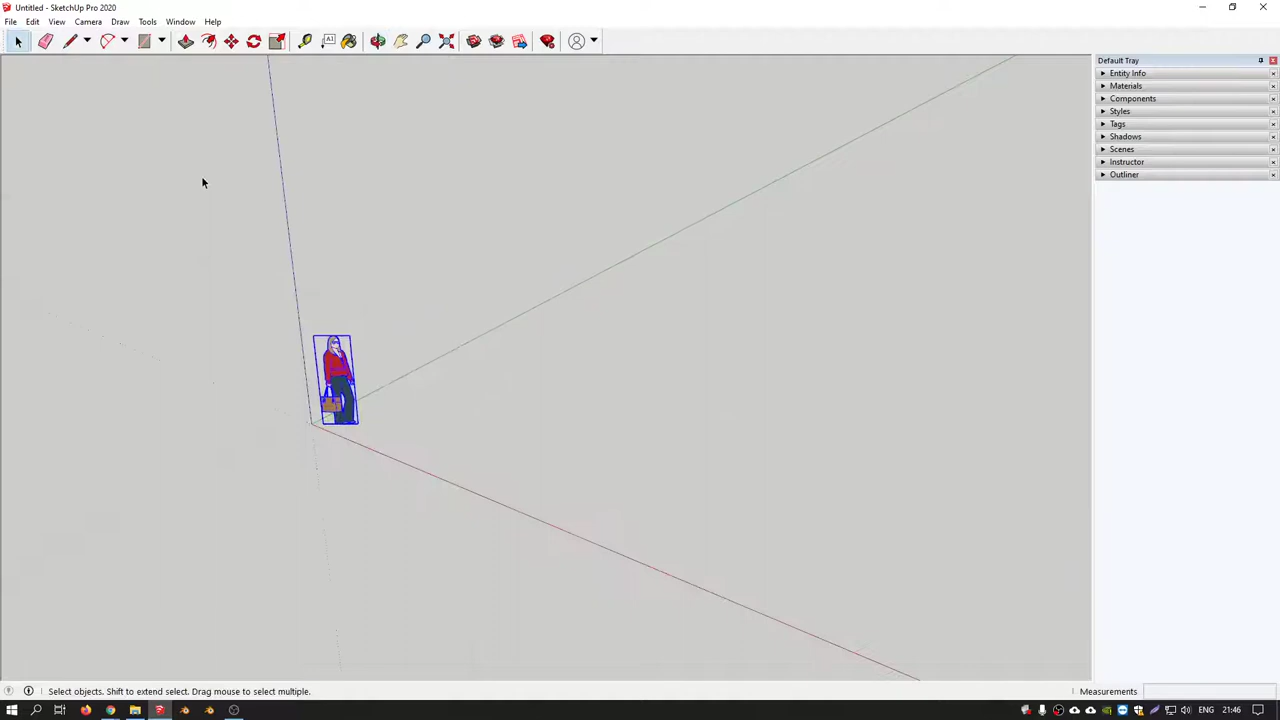 Untitled - SketchUp Pro 2020
File Edit View Camera Draw Tools Window Help
Default Tray
Entity Info
Materials
Components
Styles
Tags
Shadows
Scenes
Instructor
Outliner
Select objects. Shift to extend select. Drag mouse to select multiple.
Measurements
ENG 21:46